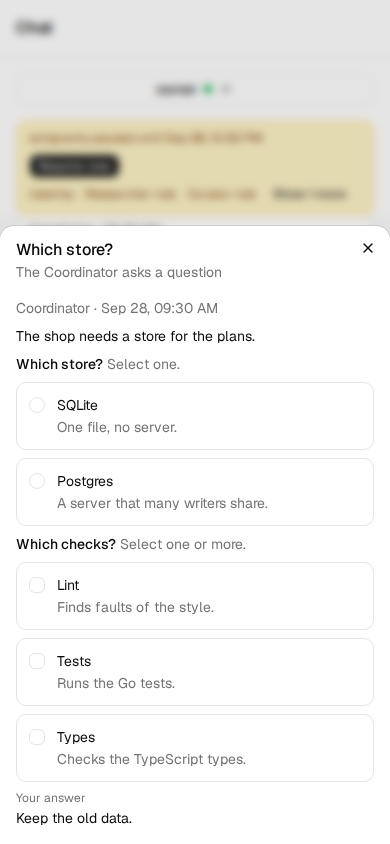 Chat
Which store?
The Coordinator asks a question
Coordinator · Sep 28, 09:30 AM
The shop needs a store for the plans.
Which store? Select one.
SQLite
One file, no server.
Postgres
A server that many writers share.
Which checks? Select one or more.
Lint
Finds faults of the style.
Tests
Runs the Go tests.
Types
Checks the TypeScript types.
Your answer
Keep the old data.